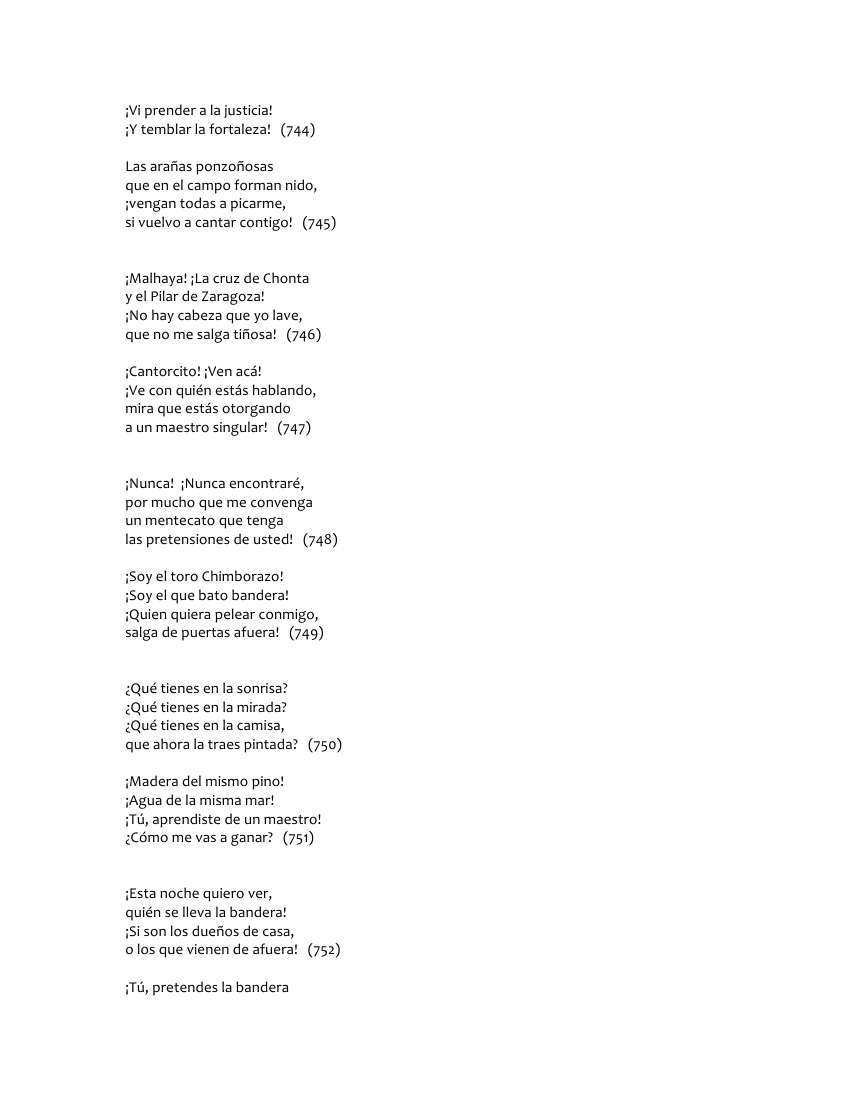 ¡Vi prender a la justicia!
¡Y temblar la fortaleza! (744)
Las arañas ponzoñosas
que en el campo forman nido,
¡vengan todas a picarme,
si vuelvo a cantar contigo! (745)
¡Malhaya! ¡La cruz de Chonta
y el Pilar de Zaragoza!
¡No hay cabeza que yo lave,
que no me salga tiñosa! (746)
¡Cantorcito! ¡Ven acá!
¡Ve con quién estás hablando,
mira que estás otorgando
a un maestro singular! (747)
¡Nunca! ¡Nunca encontraré,
por mucho que me convenga
un mentecato que tenga
las pretensiones de usted! (748)
¡Soy el toro Chimborazo!
¡Soy el que bato bandera!
¡Quien quiera pelear conmigo,
salga de puertas afuera! (749)
¿Qué tienes en la sonrisa?
¿Qué tienes en la mirada?
¿Qué tienes en la camisa,
que ahora la traes pintada? (750)
¡Madera del mismo pino!
¡Agua de la misma mar!
¡Tú, aprendiste de un maestro!
¿Cómo me vas a ganar? (751)
¡Esta noche quiero ver,
quién se lleva la bandera!
¡Si son los dueños de casa,
o los que vienen de afuera! (752)
¡Tú, pretendes la bandera